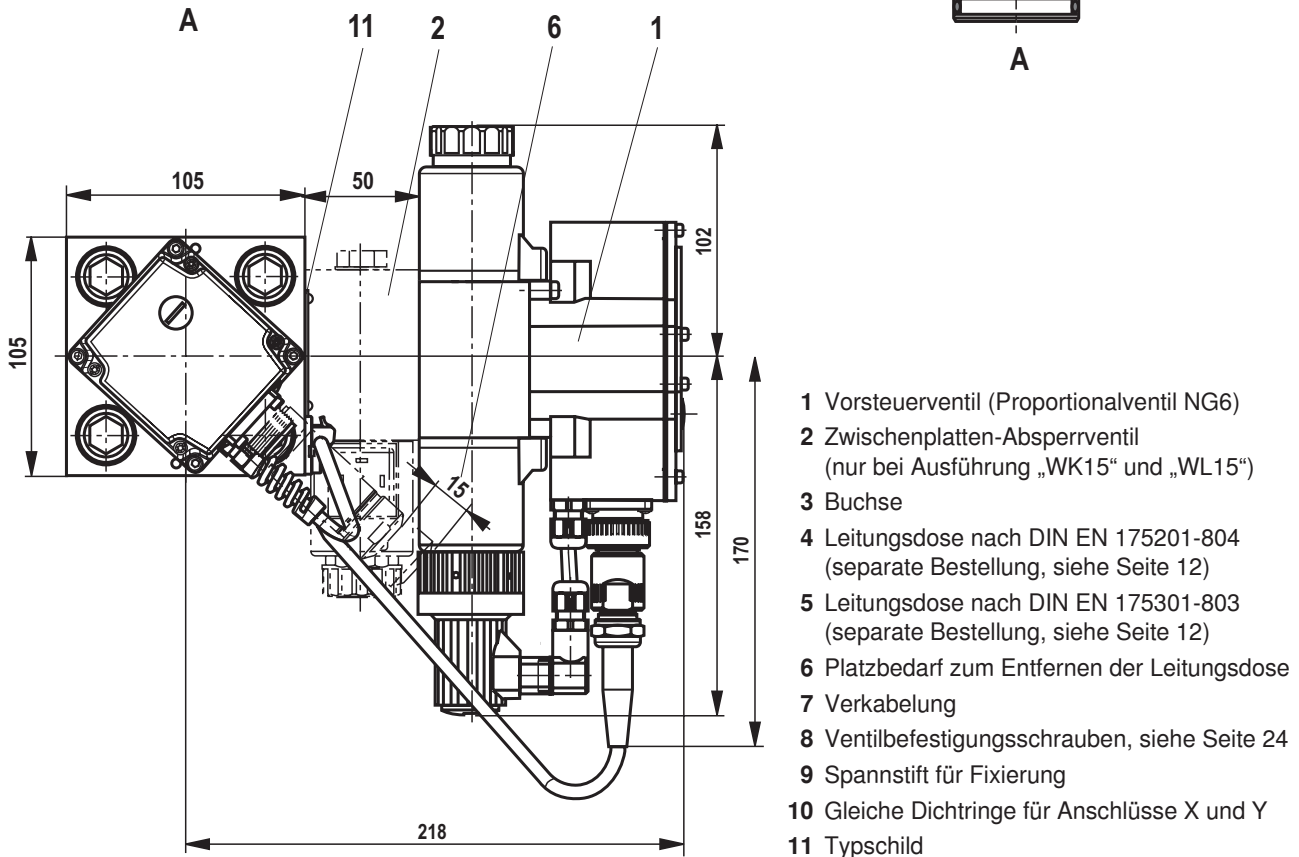 A
11
2
6
1
A
105
50
102
105
15
158
170
218
1 Vorsteuerventil (Proportionalventil NG6)
2 Zwischenplatten-Absperrventil
(nur bei Ausführung „WK15“ und „WL15“)
3 Buchse
4 Leitungsdose nach DIN EN 175201-804
(separate Bestellung, siehe Seite 12)
5 Leitungsdose nach DIN EN 175301-803
(separate Bestellung, siehe Seite 12)
6 Platzbedarf zum Entfernen der Leitungsdose
7 Verkabelung
8 Ventilbefestigungsschrauben, siehe Seite 24
9 Spannstift für Fixierung
10 Gleiche Dichtringe für Anschlüsse X und Y
11 Typschild